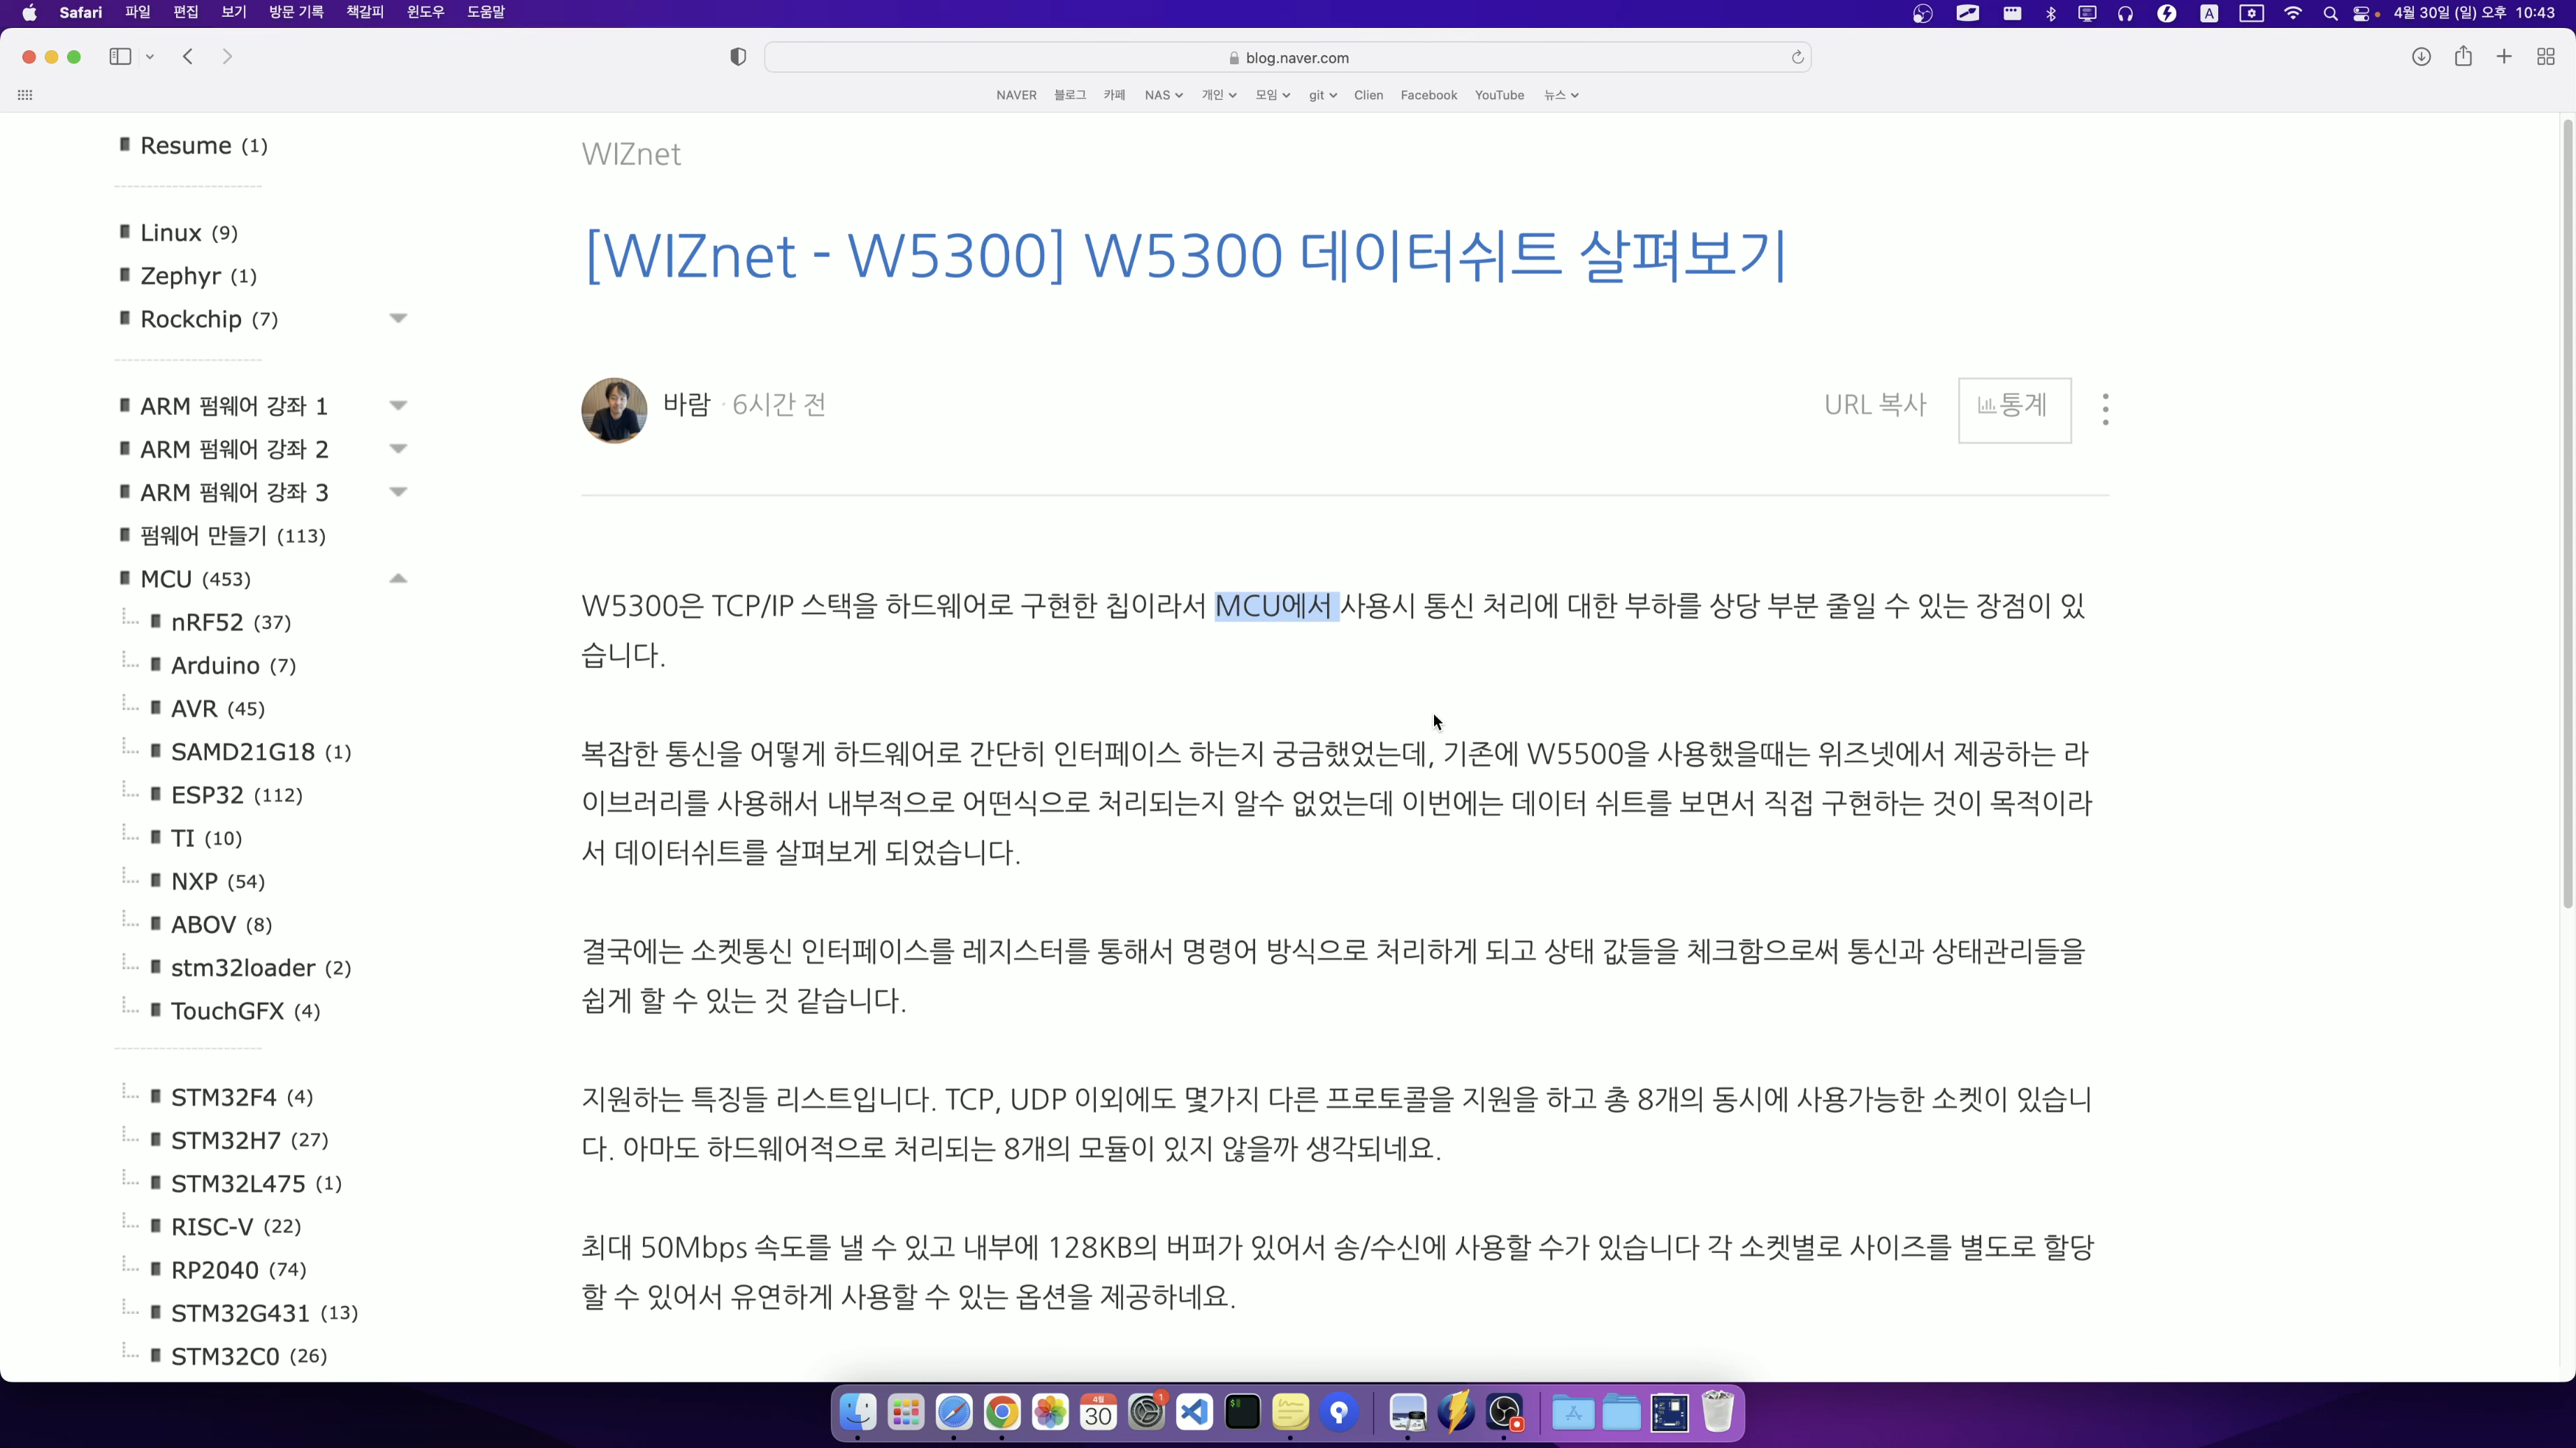 Safari 파일 편집 보기 방문 기록 책갈피 윈도우 도움말
A
4월 30일 (일) 오후 10:43
blog.naver.com
NAVER 블로그 카페 NAS 개인 모임 git Clien Facebook YouTube 뉴스
Resume (1)
Linux (9)
Zephyr (1)
Rockchip (7)
ARM 펌웨어 강좌 1
ARM 펌웨어 강좌 2
ARM 펌웨어 강좌 3
펌웨어 만들기 (113)
MCU (453)
nRF52 (37)
Arduino (7)
AVR (45)
SAMD21G18 (1)
ESP32 (112)
TI (10)
NXP (54)
ABOV (8)
stm32loader (2)
TouchGFX (4)
STM32F4 (4)
STM32H7 (27)
STM32L475 (1)
RISC-V (22)
RP2040 (74)
STM32G431 (13)
STM32C0 (26)
WIZnet
[WIZnet - W5300] W5300 데이터쉬트 살펴보기
바람 · 6시간 전
URL 복사
통계
W5300은 TCP/IP 스택을 하드웨어로 구현한 칩이라서 MCU에서 사용시 통신 처리에 대한 부하를 상당 부분 줄일 수 있는 장점이 있
습니다.
복잡한 통신을 어떻게 하드웨어로 간단히 인터페이스 하는지 궁금했었는데, 기존에 W5500을 사용했을때는 위즈넷에서 제공하는 라
이브러리를 사용해서 내부적으로 어떤식으로 처리되는지 알수 없었는데 이번에는 데이터 쉬트를 보면서 직접 구현하는 것이 목적이라
서 데이터쉬트를 살펴보게 되었습니다.
결국에는 소켓통신 인터페이스를 레지스터를 통해서 명령어 방식으로 처리하게 되고 상태 값들을 체크함으로써 통신과 상태관리들을
쉽게 할 수 있는 것 같습니다.
지원하는 특징들 리스트입니다. TCP, UDP 이외에도 몇가지 다른 프로토콜을 지원을 하고 총 8개의 동시에 사용가능한 소켓이 있습니
다. 아마도 하드웨어적으로 처리되는 8개의 모듈이 있지 않을까 생각되네요.
최대 50Mbps 속도를 낼 수 있고 내부에 128KB의 버퍼가 있어서 송/수신에 사용할 수가 있습니다 각 소켓별로 사이즈를 별도로 할당
할 수 있어서 유연하게 사용할 수 있는 옵션을 제공하네요.
4월
30
1